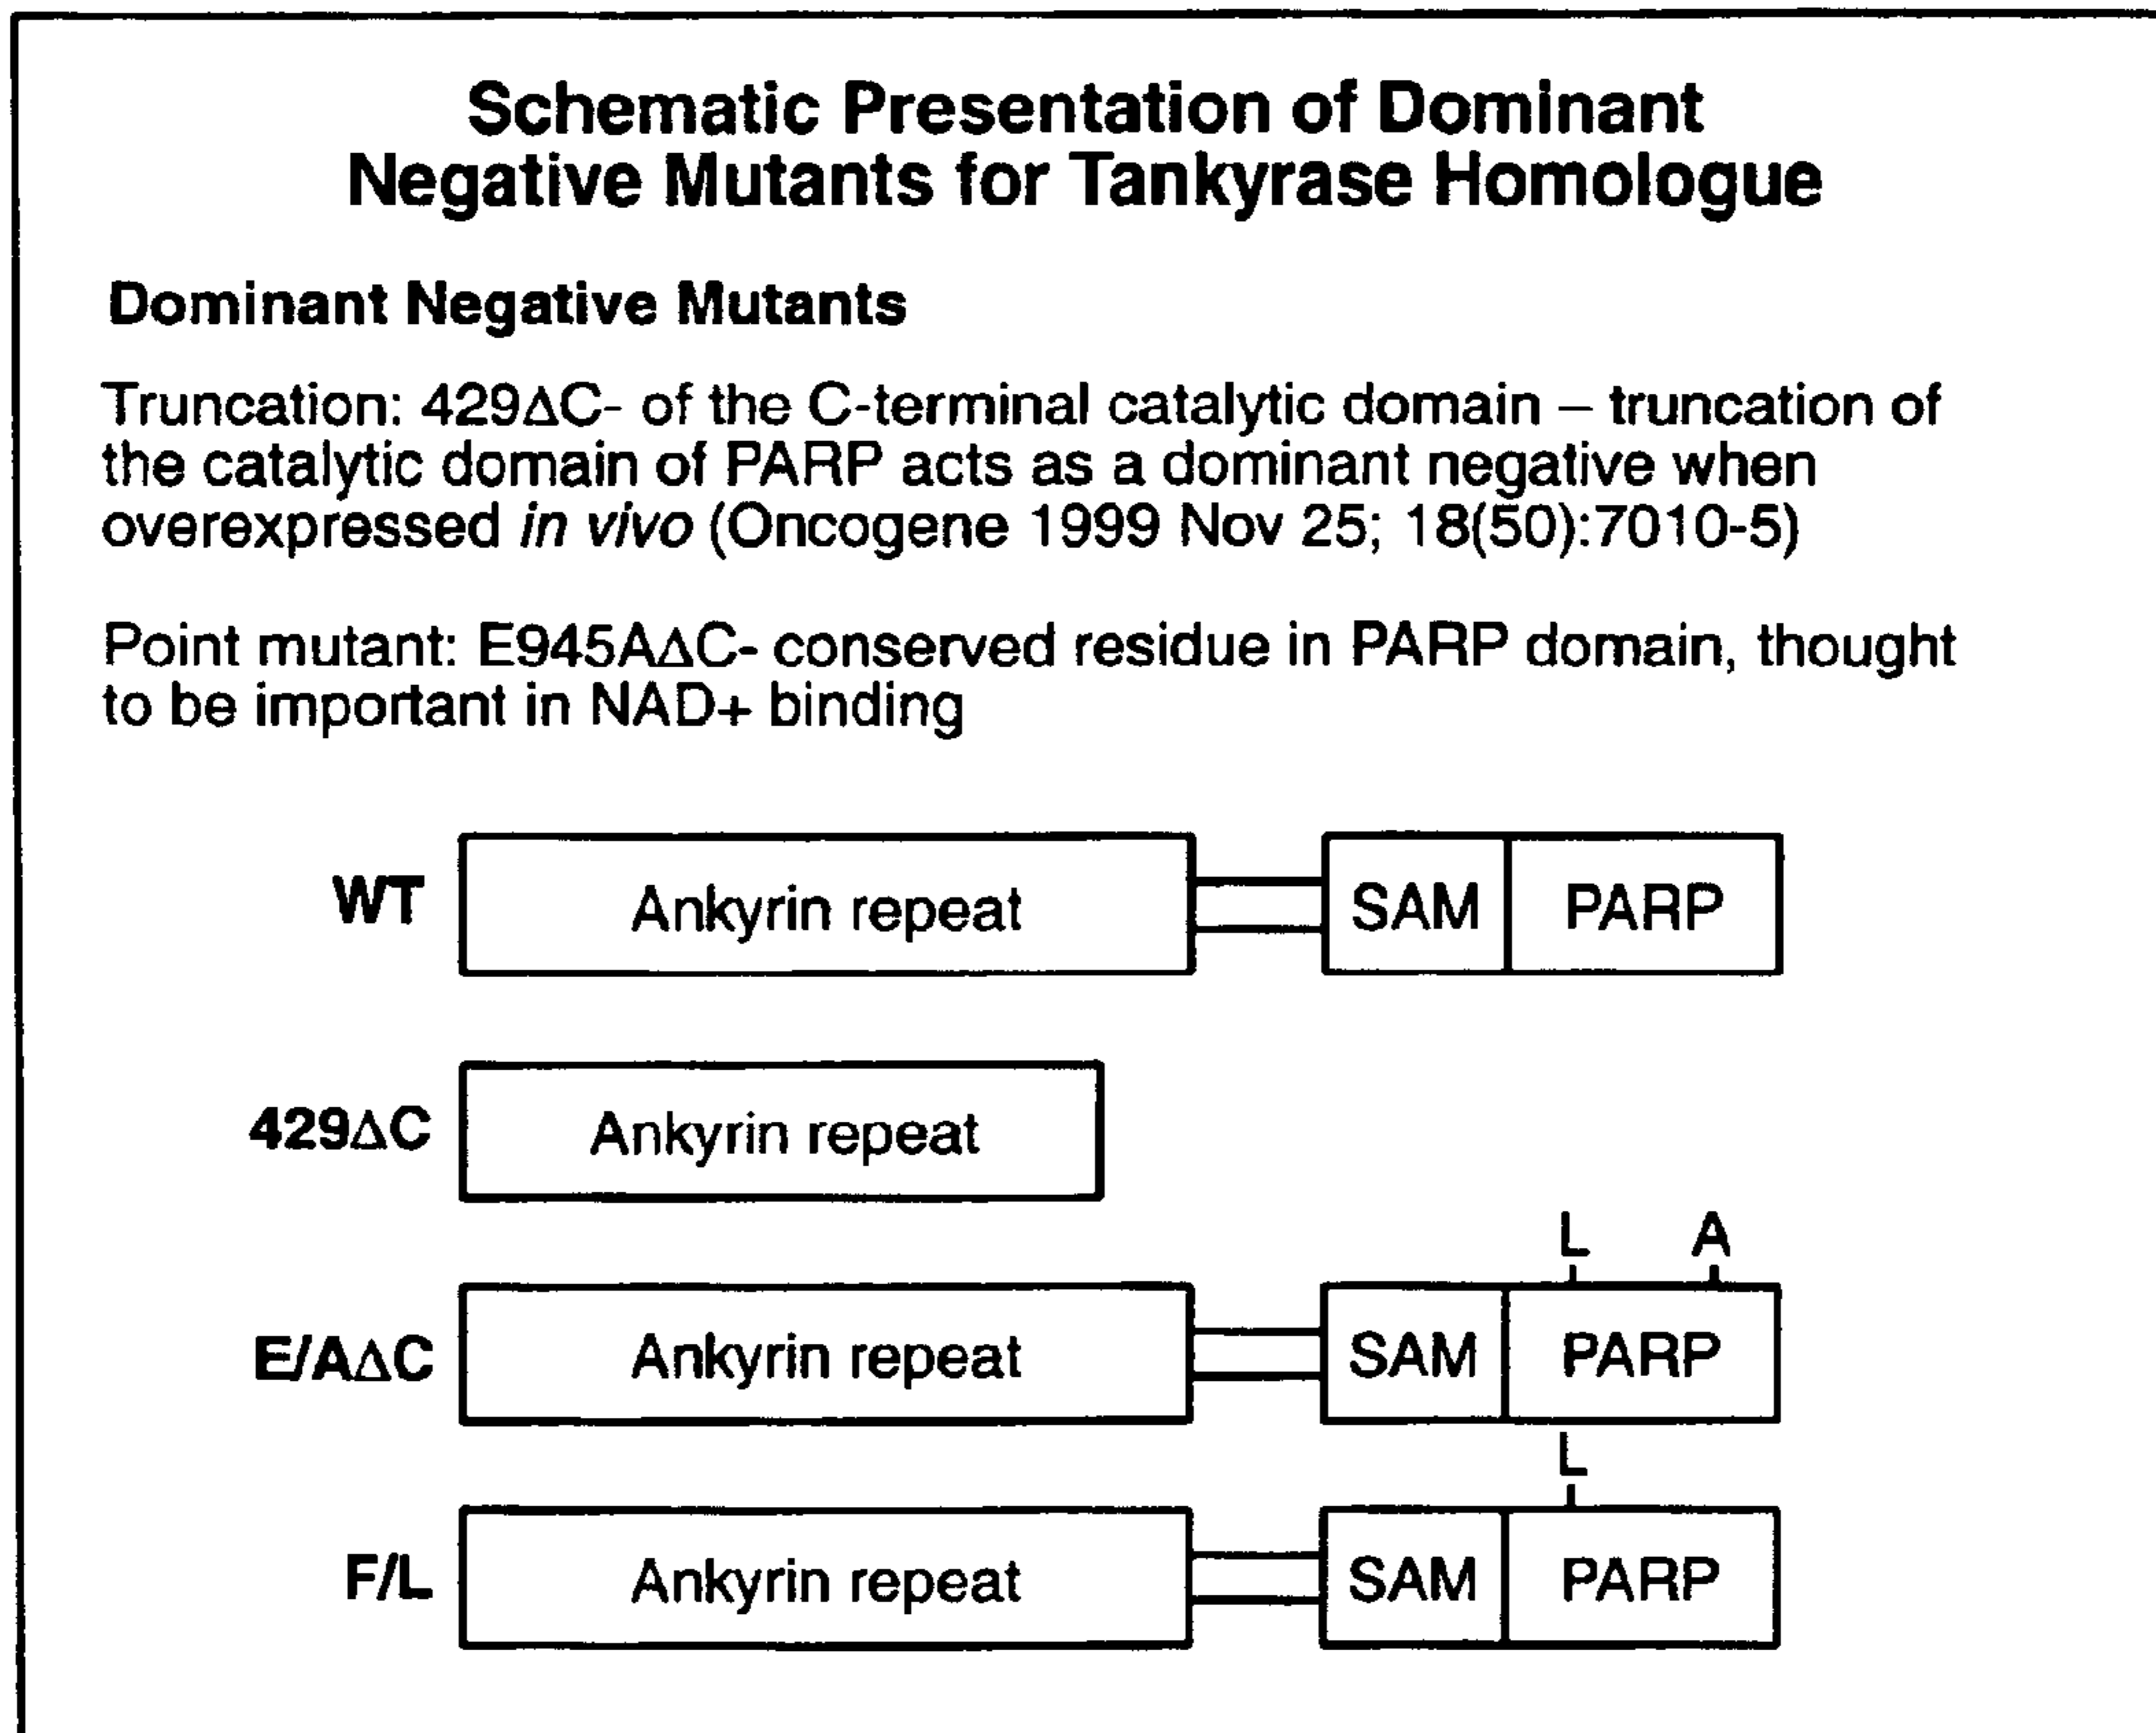 Schematic Presentation of Dominant
Negative Mutants for Tankyrase Homologue
Dominant Negative Mutants
Truncation: 429ΔC- of the C-terminal catalytic domain – truncation of
the catalytic domain of PARP acts as a dominant negative when
overexpressed in vivo (Oncogene 1999 Nov 25; 18(50):7010-5)
Point mutant: E945AΔC- conserved residue in PARP domain, thought
to be important in NAD+ binding
WT Ankyrin repeat SAM PARP
429ΔC Ankyrin repeat
L A
E/AΔC Ankyrin repeat SAM PARP
L
F/L Ankyrin repeat SAM PARP